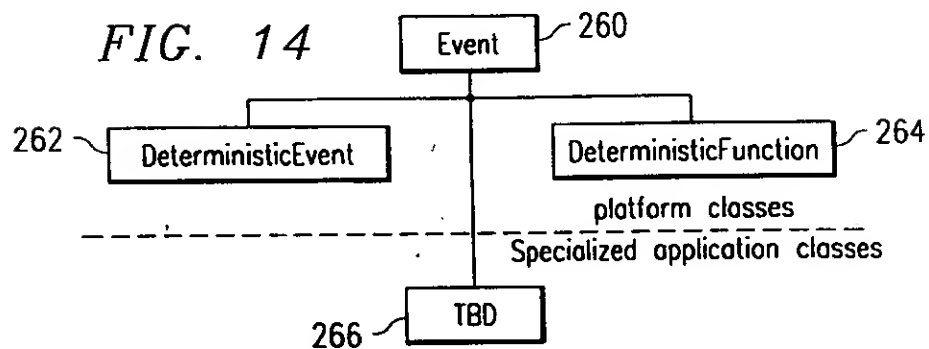 FIG. 14
Event
260
262
DeterministicEvent
DeterministicFunction
264
platform classes
Specialized application classes
TBD
266